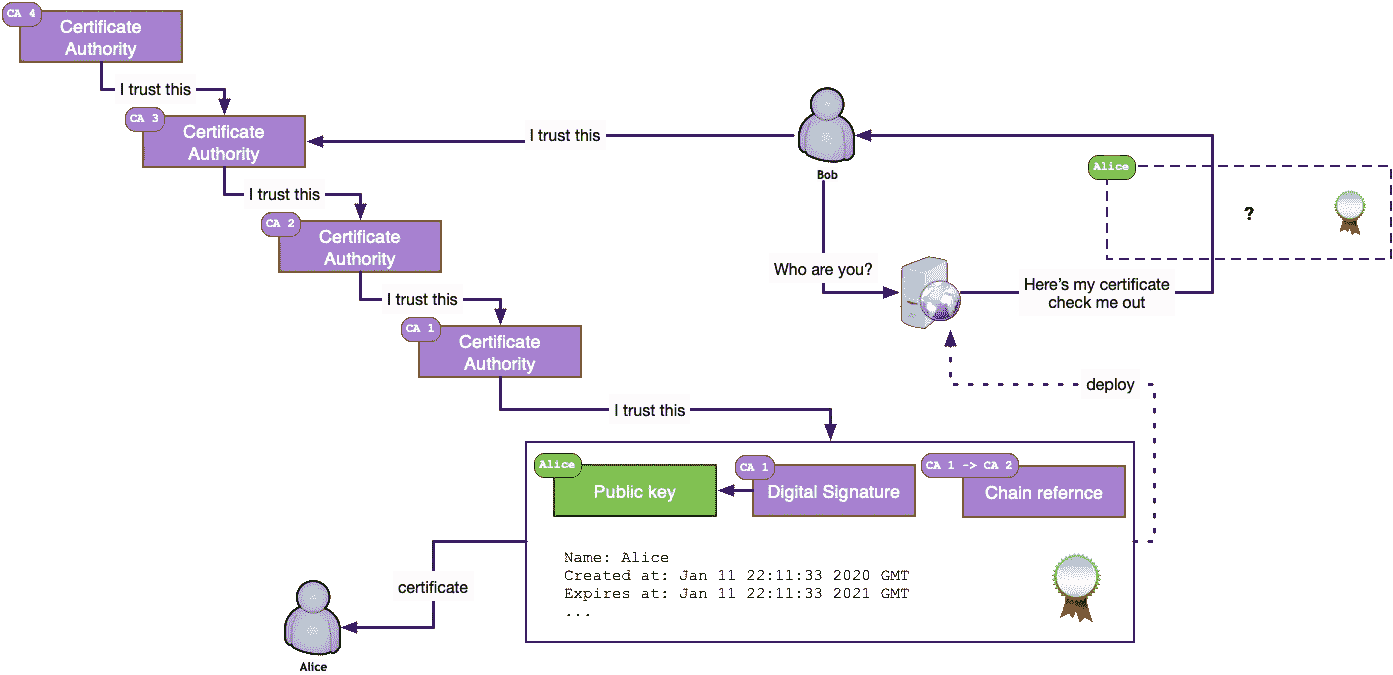 CA 4
Certificate
Authority
I trust this
CA 3
Certificate
Authority
I trust this
Bob
Alice
?
I trust this
CA 2
Certificate
Authority
Who are you?
Here's my certificate
check me out
I trust this
CA 1
Certificate
Authority
deploy
I trust this
Alice
Public key
CA 1
Digital Signature
CA 1 -> CA 2
Chain refernce
Name: Alice
Created at: Jan 11 22:11:33 2020 GMT
Expires at: Jan 11 22:11:33 2021 GMT
...
certificate
Alice